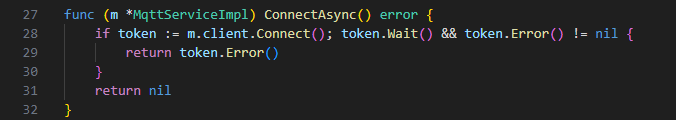 27 func (m *MqttServiceImpl) ConnectAsync() error {
28     if token := m.client.Connect(); token.Wait() && token.Error() != nil {
29         return token.Error()
30     }
31     return nil
32 }